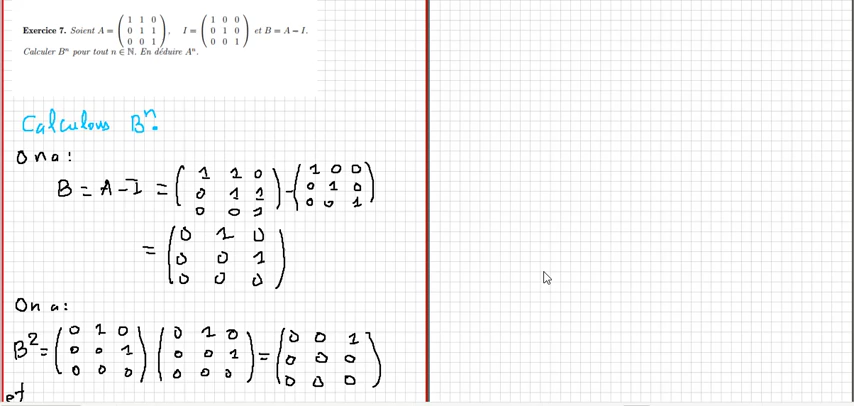 Exercice 7. Soient A = ( 1 1 0 ; 0 1 1 ; 0 0 1 ), I = ( 1 0 0 ; 0 1 0 ; 0 0 1 ) et B = A − I.
Calculer Bⁿ pour tout n ∈ ℕ. En déduire Aⁿ.
Calculons Bⁿ:
On a:
B = A − I = ( 1 1 0 ; 0 1 1 ; 0 0 1 ) − ( 1 0 0 ; 0 1 0 ; 0 0 1 )
= ( 0 1 0 ; 0 0 1 ; 0 0 0 )
On a:
B² = ( 0 1 0 ; 0 0 1 ; 0 0 0 ) ( 0 1 0 ; 0 0 1 ; 0 0 0 ) = ( 0 0 1 ; 0 0 0 ; 0 0 0 )
et